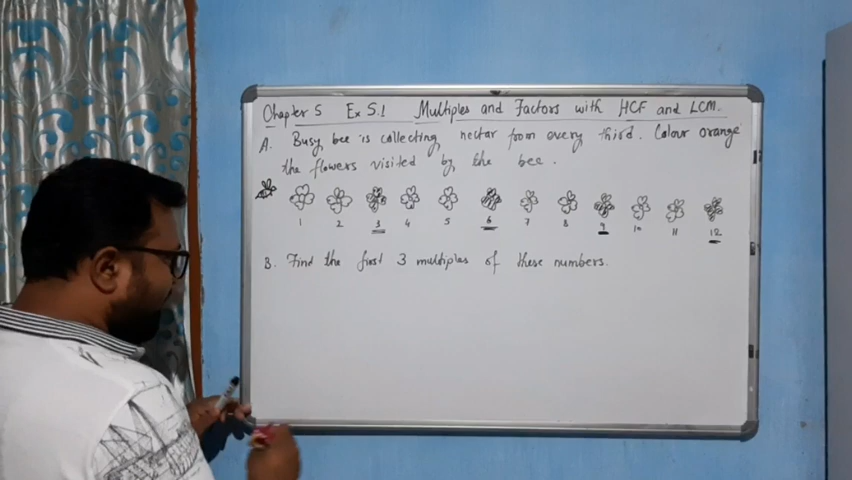 Chapter 5 Ex 5.1 Multiples and Factors with HCF and LCM.
A. Busy bee is collecting nectar from every third. Colour orange
the flowers visited by the bee.
1 2 3 4 5 6 7 8 9 10 11 12
B. Find the first 3 multiples of these numbers.